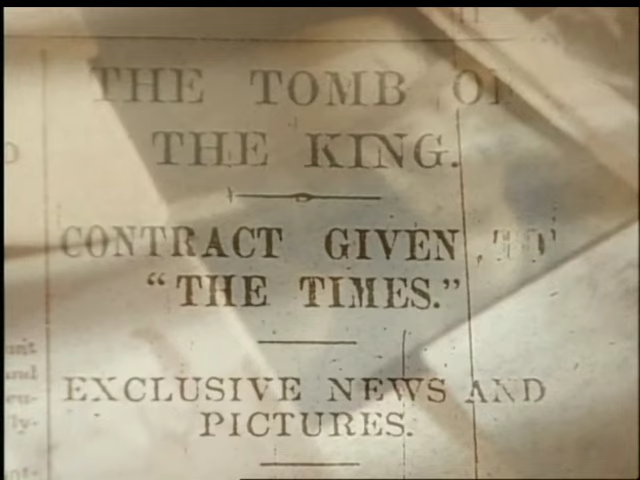 THE TOMB OF
THE KING.
CONTRACT GIVEN TO
“THE TIMES.”
EXCLUSIVE NEWS AND
PICTURES.